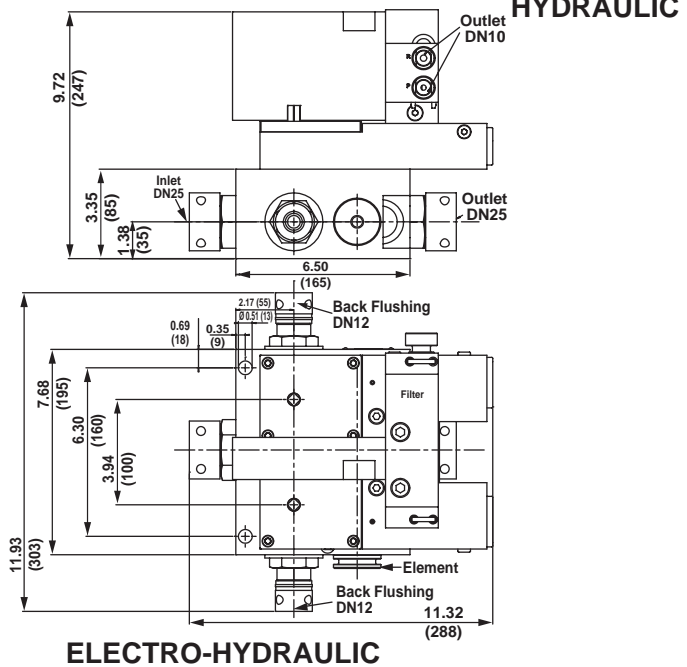 HYDRAULIC
Outlet
DN10
R
P
9.72
(247)
3.35
(85)
1.38
(35)
Inlet
DN25
Outlet
DN25
6.50
(165)
2.17 (55)
Ø 0.51 (13)
Back Flushing
DN12
0.69
(18)
0.35
(9)
Filter
7.68
(195)
6.30
(160)
3.94
(100)
11.93
(303)
Element
Back Flushing
DN12
11.32
(288)
ELECTRO-HYDRAULIC